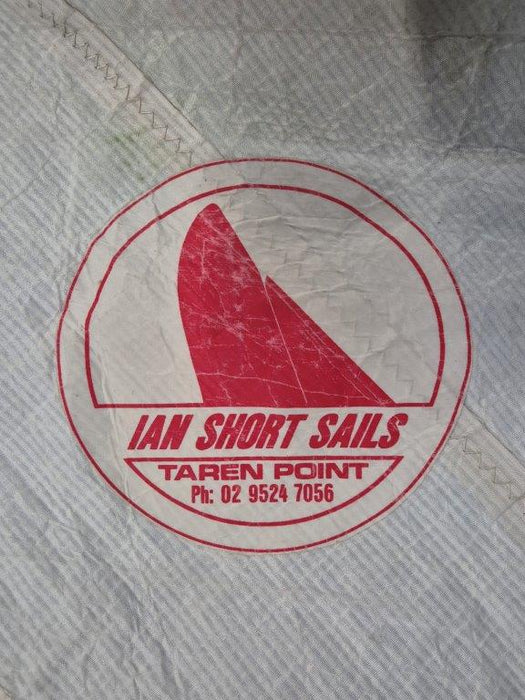 IAN SHORT SAILS
TAREN POINT
Ph: 02 9524 7056